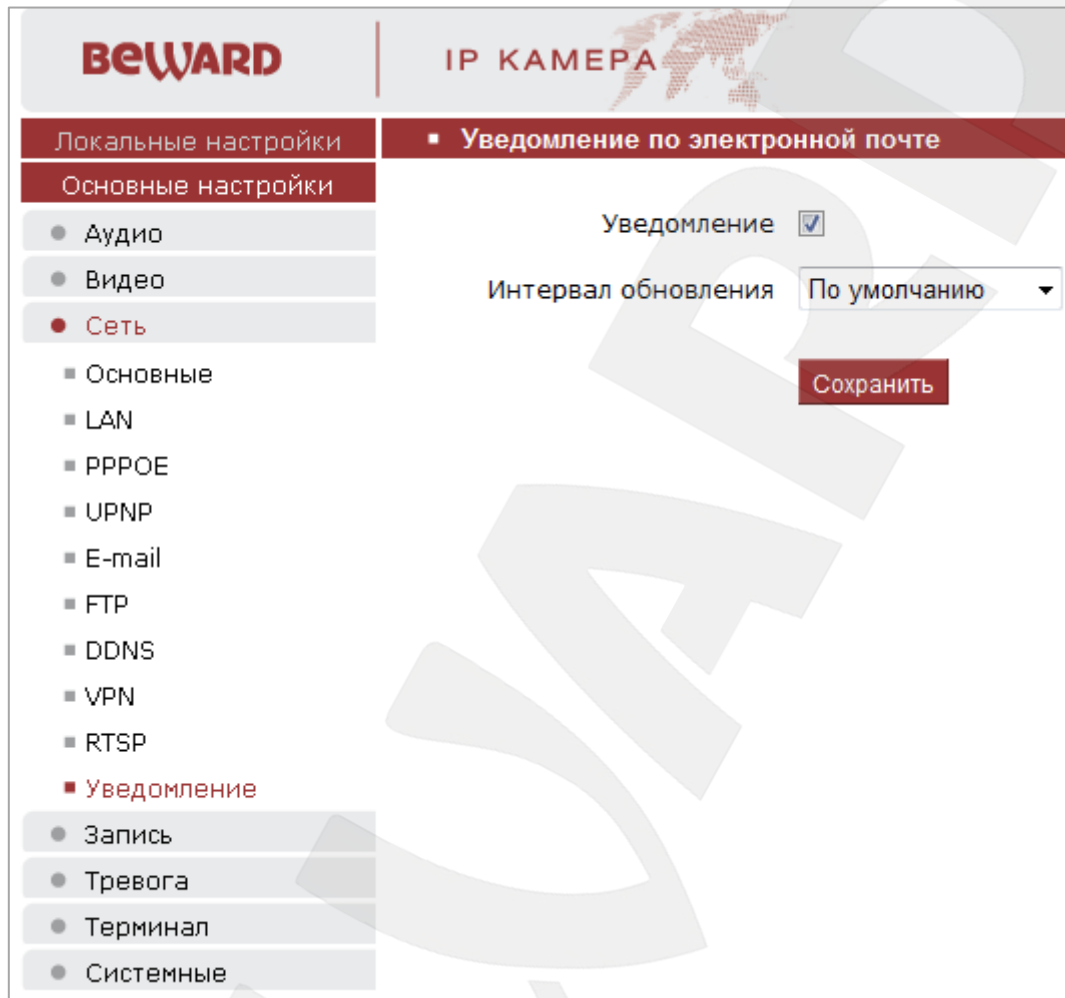 BEWARD
IP КАМЕРА
Локальные настройки
Основные настройки
Аудио
Видео
Сеть
Основные
LAN
PPPOE
UPNP
E-mail
FTP
DDNS
VPN
RTSP
Уведомление
Запись
Тревога
Терминал
Системные
Уведомление по электронной почте
Уведомление
Интервал обновления По умолчанию
Сохранить